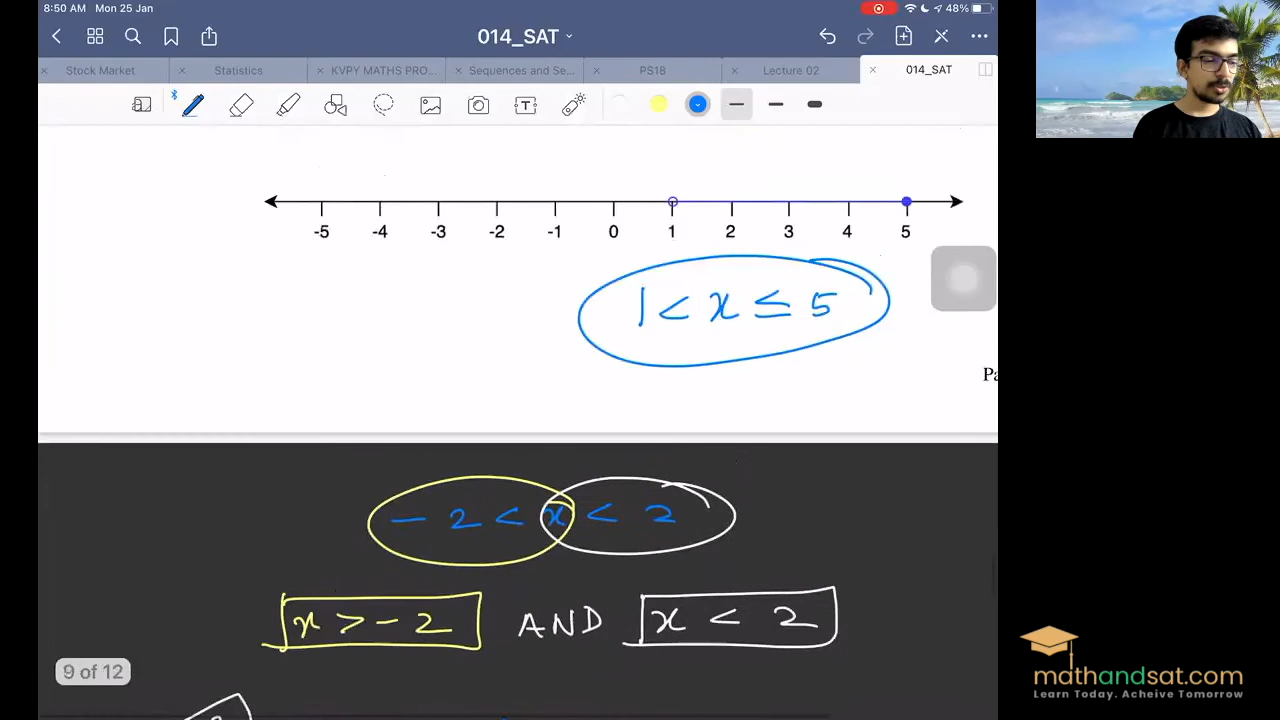 8:50 AM Mon 25 Jan
48%
014_SAT
Stock Market
Statistics
KVPY MATHS PRO...
Sequences and Se...
PS18
Lecture 02
014_SAT
-5 -4 -3 -2 -1 0 1 2 3 4 5
1 < x ≤ 5
-2 < x < 2
x > -2 AND x < 2
9 of 12
mathandsat.com
Learn Today. Acheive Tomorrow